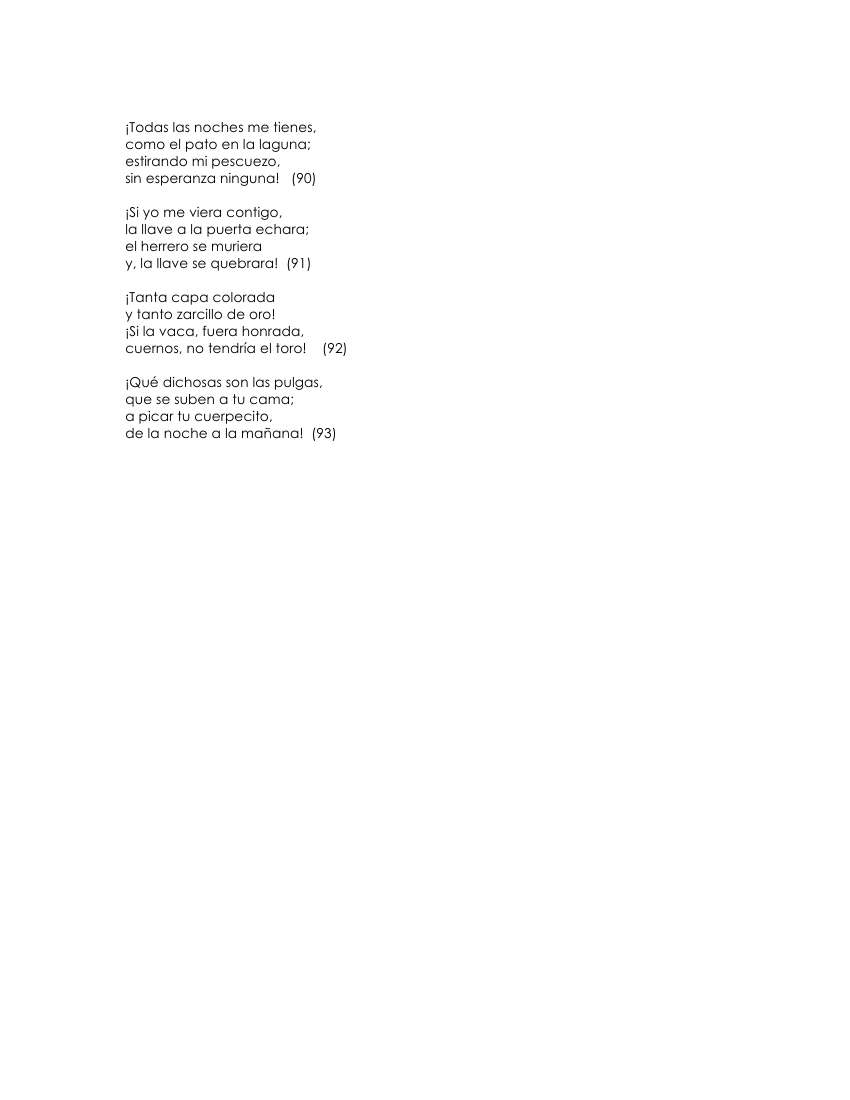 ¡Todas las noches me tienes,
como el pato en la laguna;
estirando mi pescuezo,
sin esperanza ninguna!   (90)
¡Si yo me viera contigo,
la llave a la puerta echara;
el herrero se muriera
y, la llave se quebrara!  (91)
¡Tanta capa colorada
y tanto zarcillo de oro!
¡Si la vaca, fuera honrada,
cuernos, no tendría el toro!    (92)
¡Qué dichosas son las pulgas,
que se suben a tu cama;
a picar tu cuerpecito,
de la noche a la mañana!  (93)